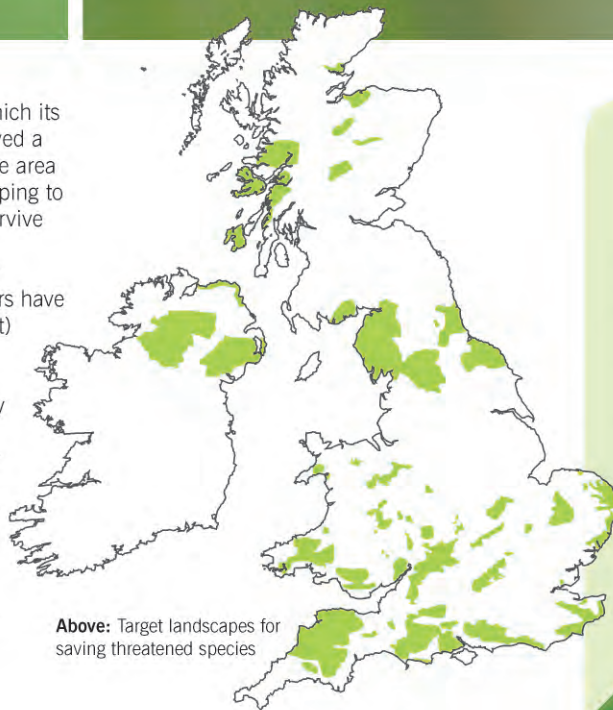 hich its
ved a
e area
ping to
rvive
rs have
t)
y
Above: Target landscapes for
saving threatened species